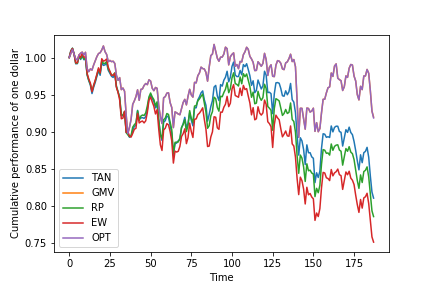 Cumulative performance of one dollar
1.00
0.95
0.90
0.85
0.80
0.75
TAN
GMV
RP
EW
OPT
0 25 50 75 100 125 150 175
Time